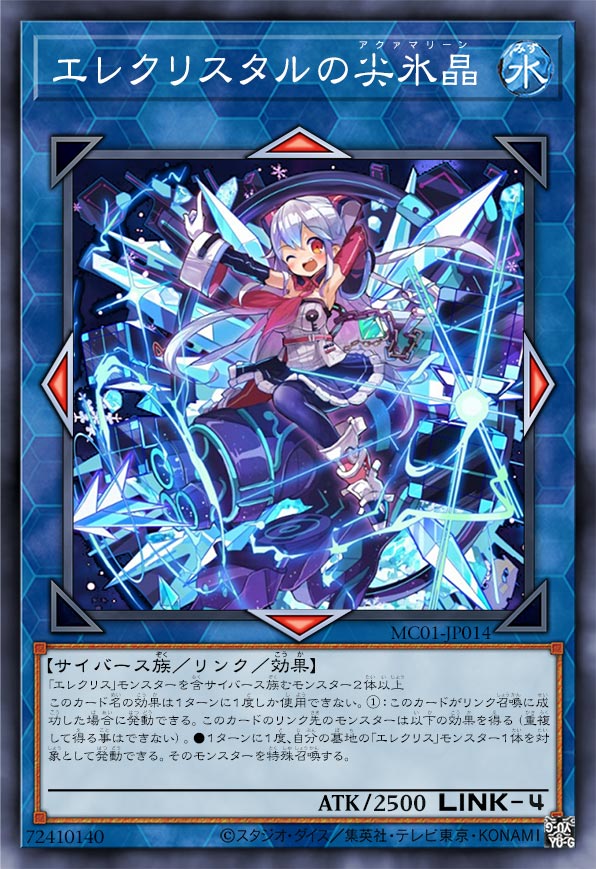 アクァマリーン
エレクリスタルの尖氷晶
みず
水
MC01-JP014
【サイバース族／リンク／効果】
「エレクリス」モンスターを含サイバース族むモンスター２体以上
このカード名の効果は１ターンに１度しか使用できない。①：このカードがリンク召喚に成
功した場合に発動できる。このカードのリンク先のモンスターは以下の効果を得る（重複
して得る事はできない）。●１ターンに１度、自分の墓地の「エレクリス」モンスター１体を対
象として発動できる。そのモンスターを特殊召喚する。
ATK/2500 LINK-4
72410140 ©スタジオ・ダイス／集英社・テレビ東京・KONAMI